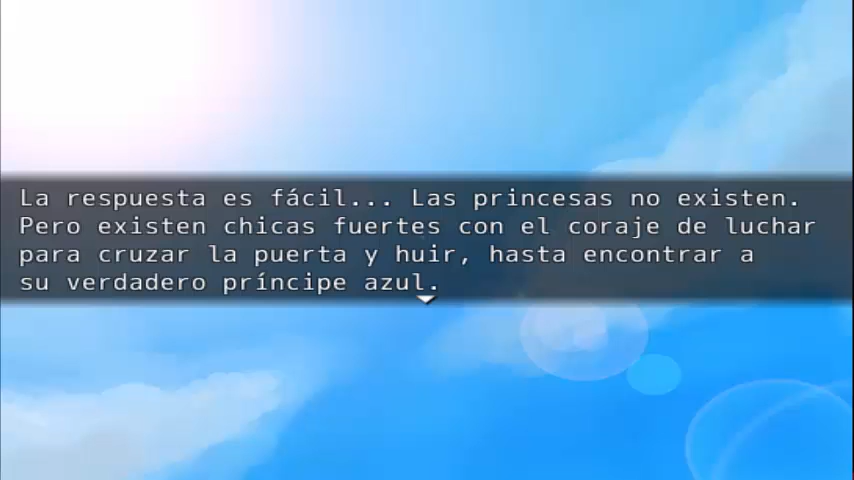 La respuesta es fácil... Las princesas no existen.
Pero existen chicas fuertes con el coraje de luchar
para cruzar la puerta y huir, hasta encontrar a
su verdadero príncipe azul.